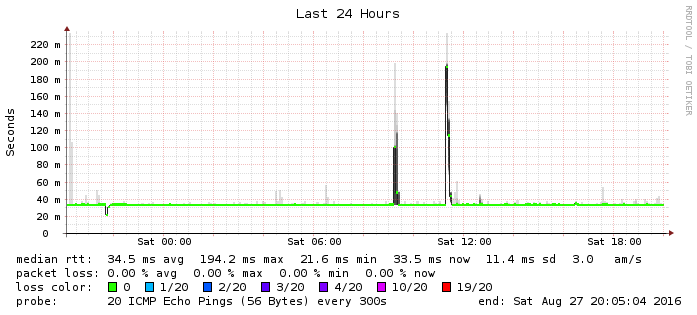 Last 24 Hours
RRDTOOL / TOBI OETIKER
Seconds
220 m
200 m
180 m
160 m
140 m
120 m
100 m
80 m
60 m
40 m
20 m
0
Sat 00:00 Sat 06:00 Sat 12:00 Sat 18:00
median rtt: 34.5 ms avg 194.2 ms max 21.6 ms min 33.5 ms now 11.4 ms sd 3.0 am/s
packet loss: 0.00 % avg 0.00 % max 0.00 % min 0.00 % now
loss color: 0 1/20 2/20 3/20 4/20 10/20 19/20
probe: 20 ICMP Echo Pings (56 Bytes) every 300s end: Sat Aug 27 20:05:04 2016